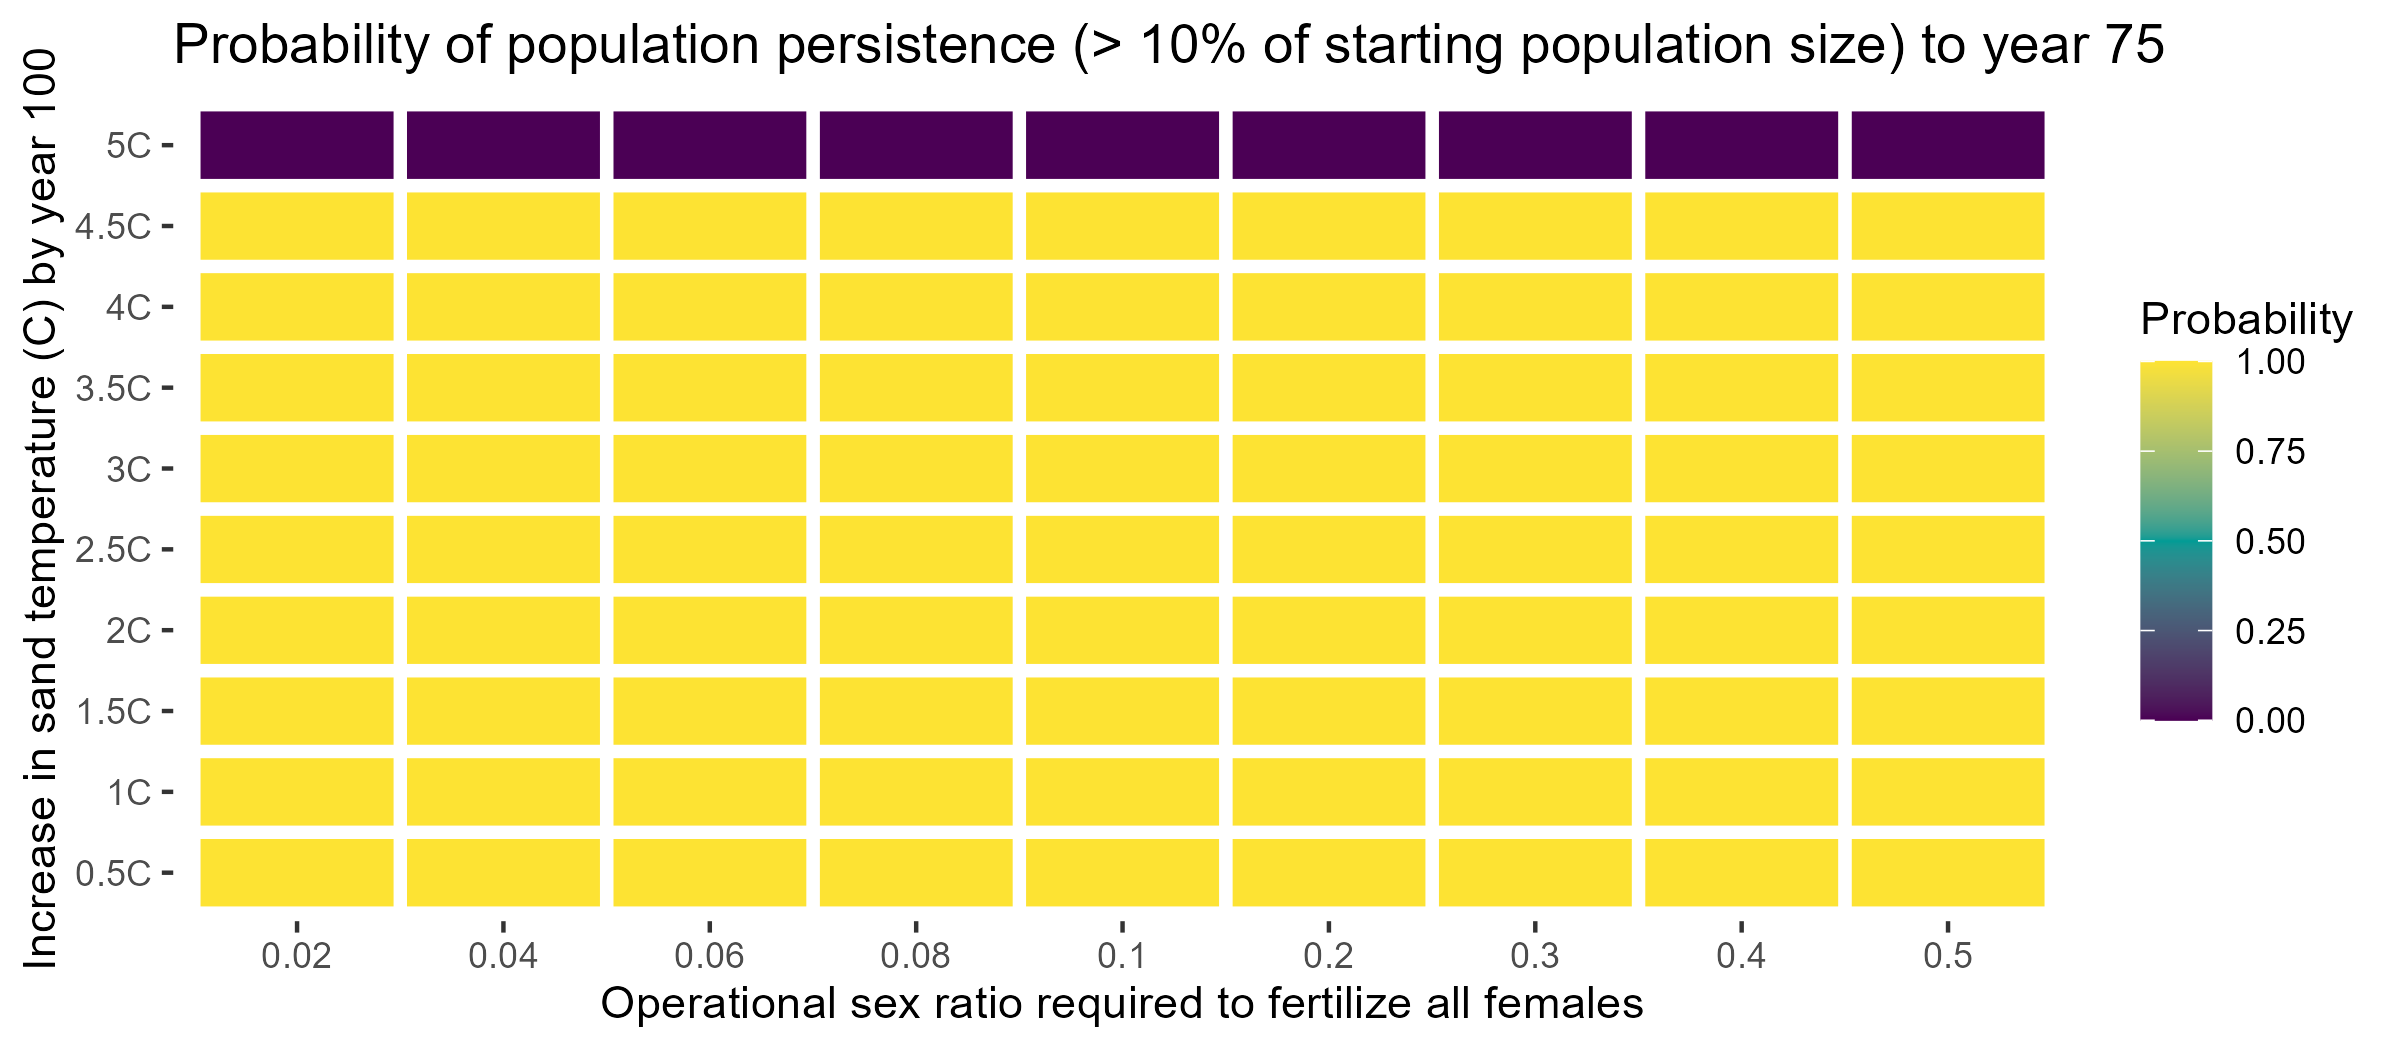 Probability of population persistence (> 10% of starting population size) to year 75
Increase in sand temperature (C) by year 100
5C
4.5C
4C
3.5C
3C
2.5C
2C
1.5C
1C
0.5C
0.02
0.04
0.06
0.08
0.1
0.2
0.3
0.4
0.5
Operational sex ratio required to fertilize all females
Probability
1.00
0.75
0.50
0.25
0.00